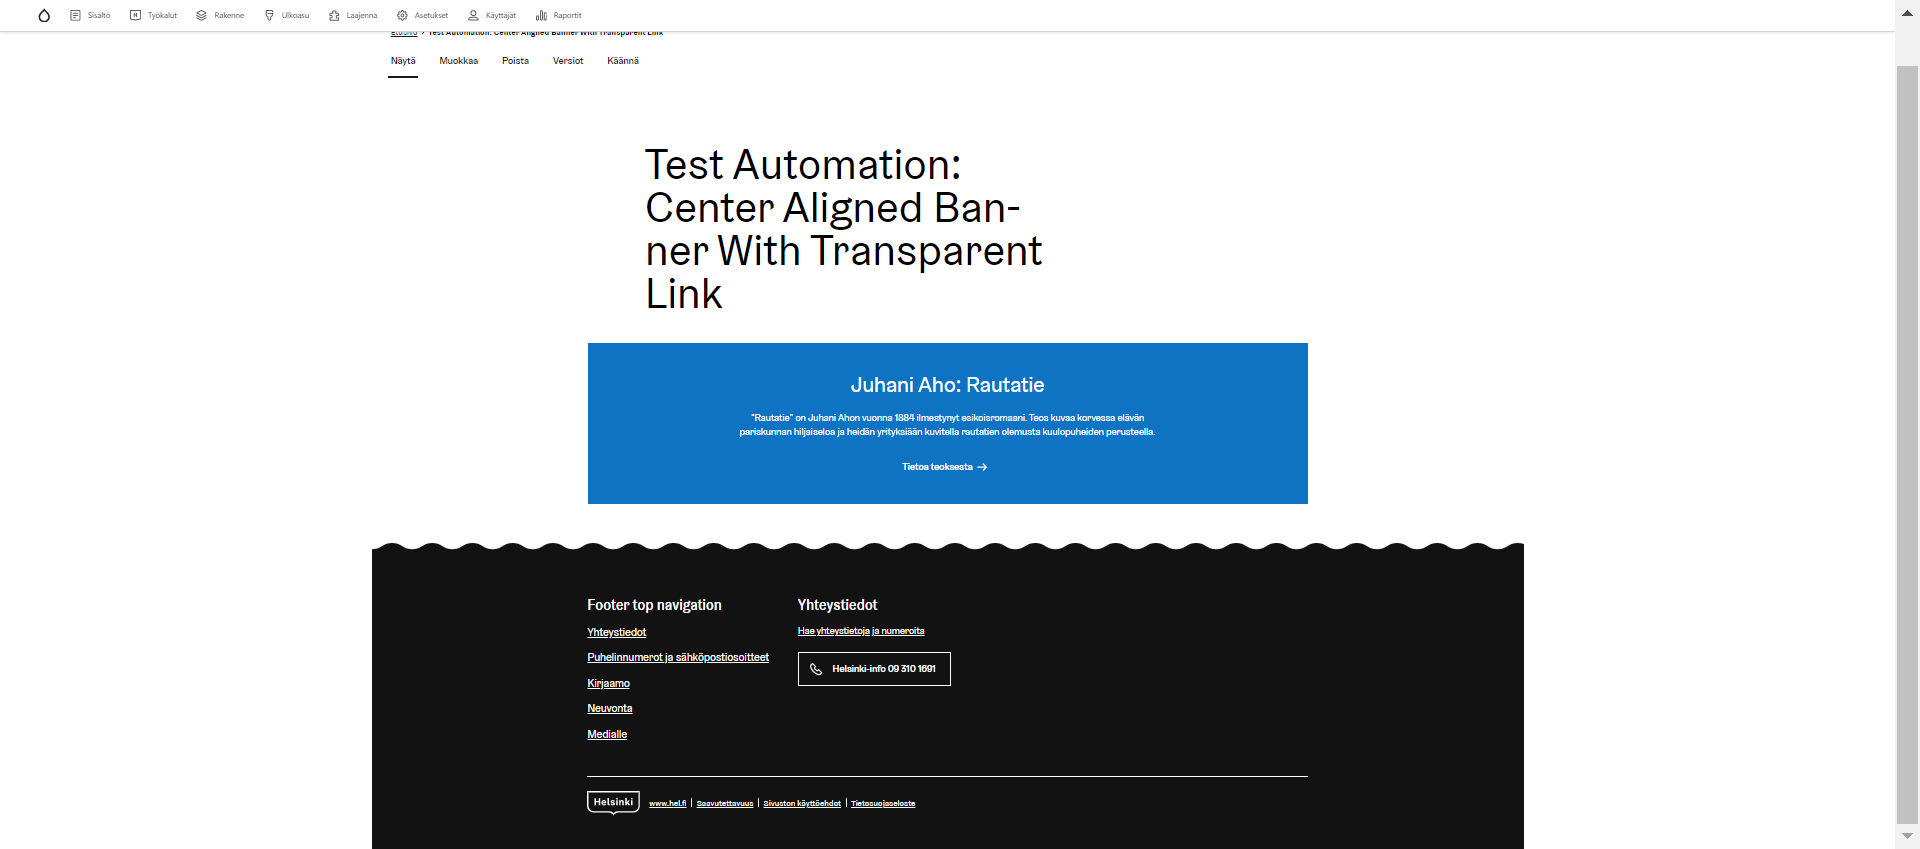 Sisältö Työkalut Rakenne Ulkoasu Laajenna Asetukset Käyttäjät Raportit
Etusivu > Test Automation: Center Aligned Banner With Transparent Link
Näytä Muokkaa Poista Versiot Käännä
Test Automation:
Center Aligned Ban-
ner With Transparent
Link
Juhani Aho: Rautatie
"Rautatie" on Juhani Ahon vuonna 1884 ilmestynyt esikoisromaani. Teos kuvaa korvessa elävän
pariskunnan hiljaiseloa ja heidän yrityksiään kuvitella rautatien olemusta kuulopuheiden perusteella.
Tietoa teoksesta →
Footer top navigation
Yhteystiedot
Puhelinnumerot ja sähköpostiosoitteet
Kirjaamo
Neuvonta
Medialle
Yhteystiedot
Hae yhteystietoja ja numeroita
Helsinki-info 09 310 1691
Helsinki www.hel.fi | Saavutettavuus | Sivuston käyttöehdot | Tietosuojaseloste